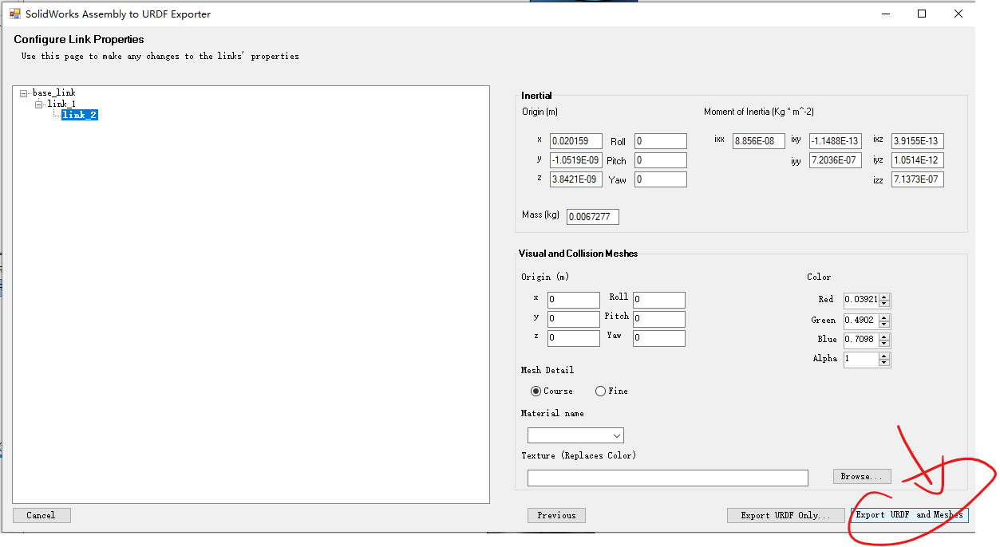 SolidWorks Assembly to URDF Exporter
Configure Link Properties
Use this page to make any changes to the links' properties
base_link
link_1
link_2
Inertial
Origin (m)
Moment of Inertia (Kg * m^-2)
x 0.020159 Roll 0
y -1.0519E-09 Pitch 0
z 3.8421E-09 Yaw 0
ixx 8.856E-08 ixy -1.1488E-13 ixz 3.9155E-13
iyy 7.2036E-07 iyz 1.0514E-12
izz 7.1373E-07
Mass (kg) 0.0067277
Visual and Collision Meshes
Origin (m)
Color
x 0 Roll 0
y 0 Pitch 0
z 0 Yaw 0
Red 0.03921
Green 0.4902
Blue 0.7098
Alpha 1
Mesh Detail
Course Fine
Material name
Texture (Replaces Color)
Browse...
Cancel
Previous
Export URDF Only...
Export URDF and Meshes